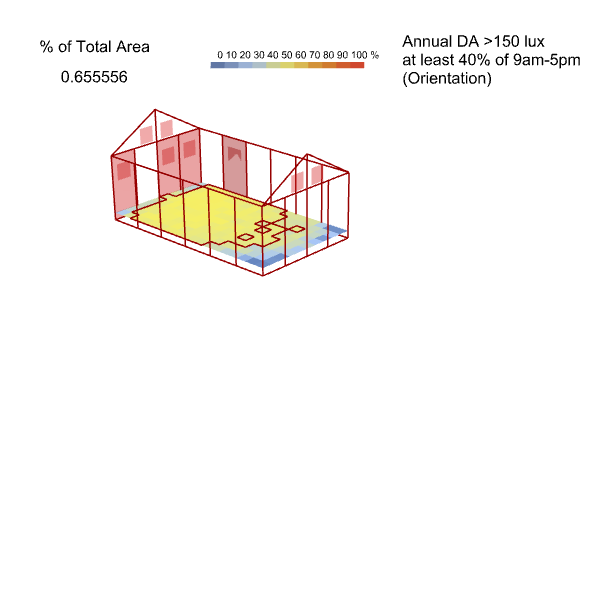 % of Total Area
0.655556
0 10 20 30 40 50 60 70 80 90 100 %
Annual DA >150 lux
at least 40% of 9am-5pm
(Orientation)